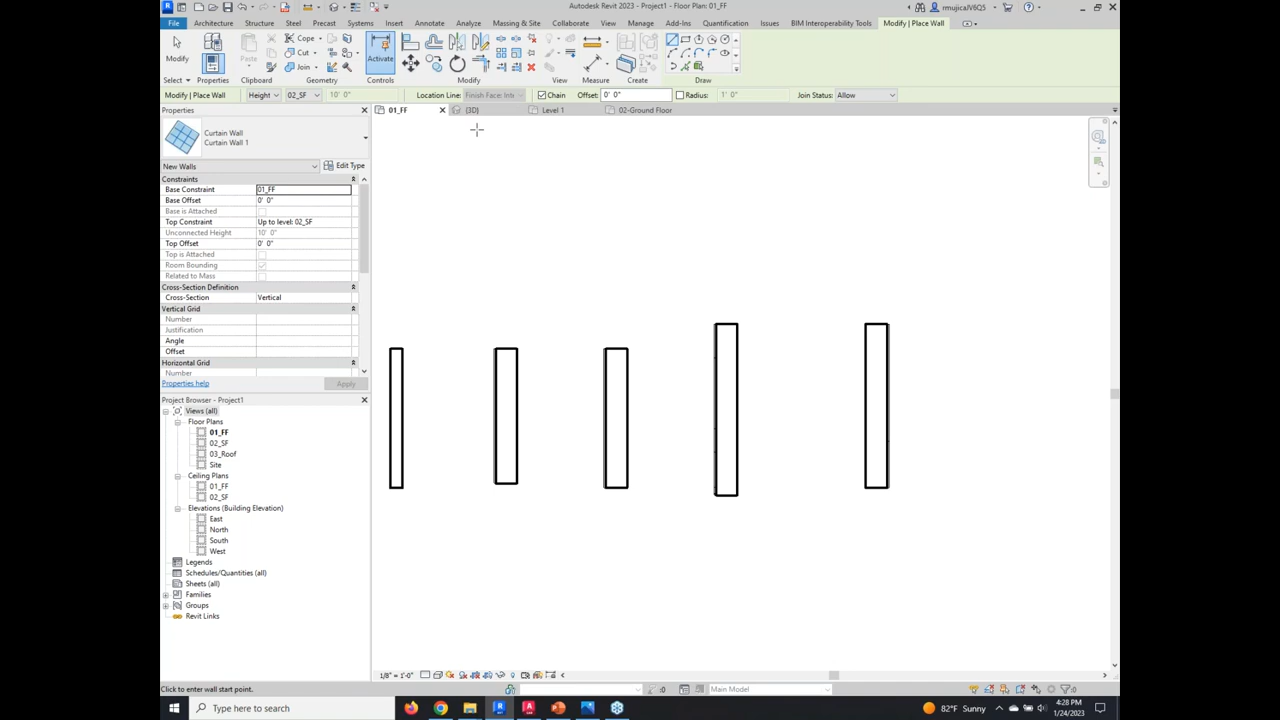 Autodesk Revit 2023 - Project1 - Floor Plan: 01_FF
rmujicaJV6Q5
File Architecture Structure Steel Precast Systems Insert Annotate Analyze Massing & Site Collaborate View Manage Add-Ins Quantification Issues BIM Interoperability Tools Modify | Place Wall
Modify
Paste
Cope
Cut
Join
Activate
Select Properties Clipboard Geometry Controls Modify View Measure Create Draw
Modify | Place Wall Height 02_SF 10' 0" Location Line: Finish Face: Int Chain Offset: 0' 0" Radius: 1' 0" Join Status: Allow
Properties
01_FF {3D} Level 1 02-Ground Floor
Curtain Wall
Curtain Wall 1
New Walls Edit Type
Constraints
Base Constraint 01_FF
Base Offset 0' 0"
Base is Attached
Top Constraint Up to level: 02_SF
Unconnected Height 10' 0"
Top Offset 0' 0"
Top is Attached
Room Bounding
Related to Mass
Cross-Section Definition
Cross-Section Vertical
Vertical Grid
Number
Justification
Angle
Offset
Horizontal Grid
Number
Properties help Apply
Project Browser - Project1
Views (all)
Floor Plans
01_FF
02_SF
03_Roof
Site
Ceiling Plans
01_FF
02_SF
Elevations (Building Elevation)
East
North
South
West
Legends
Schedules/Quantities (all)
Sheets (all)
Families
Groups
Revit Links
1/8" = 1'-0"
Click to enter wall start point.
:0 Main Model :0
Type here to search
82°F Sunny
4:28 PM
1/24/2023